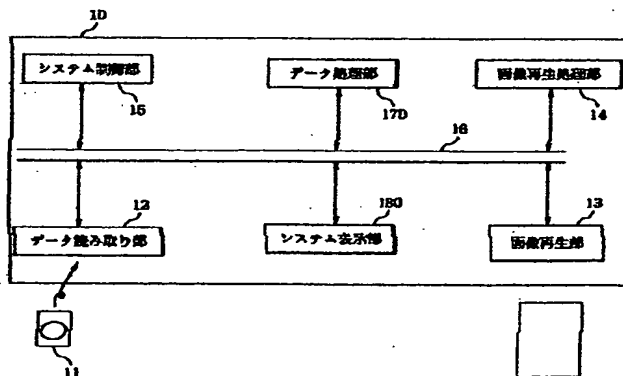 10
システム制御部
データ処理部
画像再生処理部
15
170
14
16
12
180
13
データ読み取り部
システム表示部
画像再生部
11